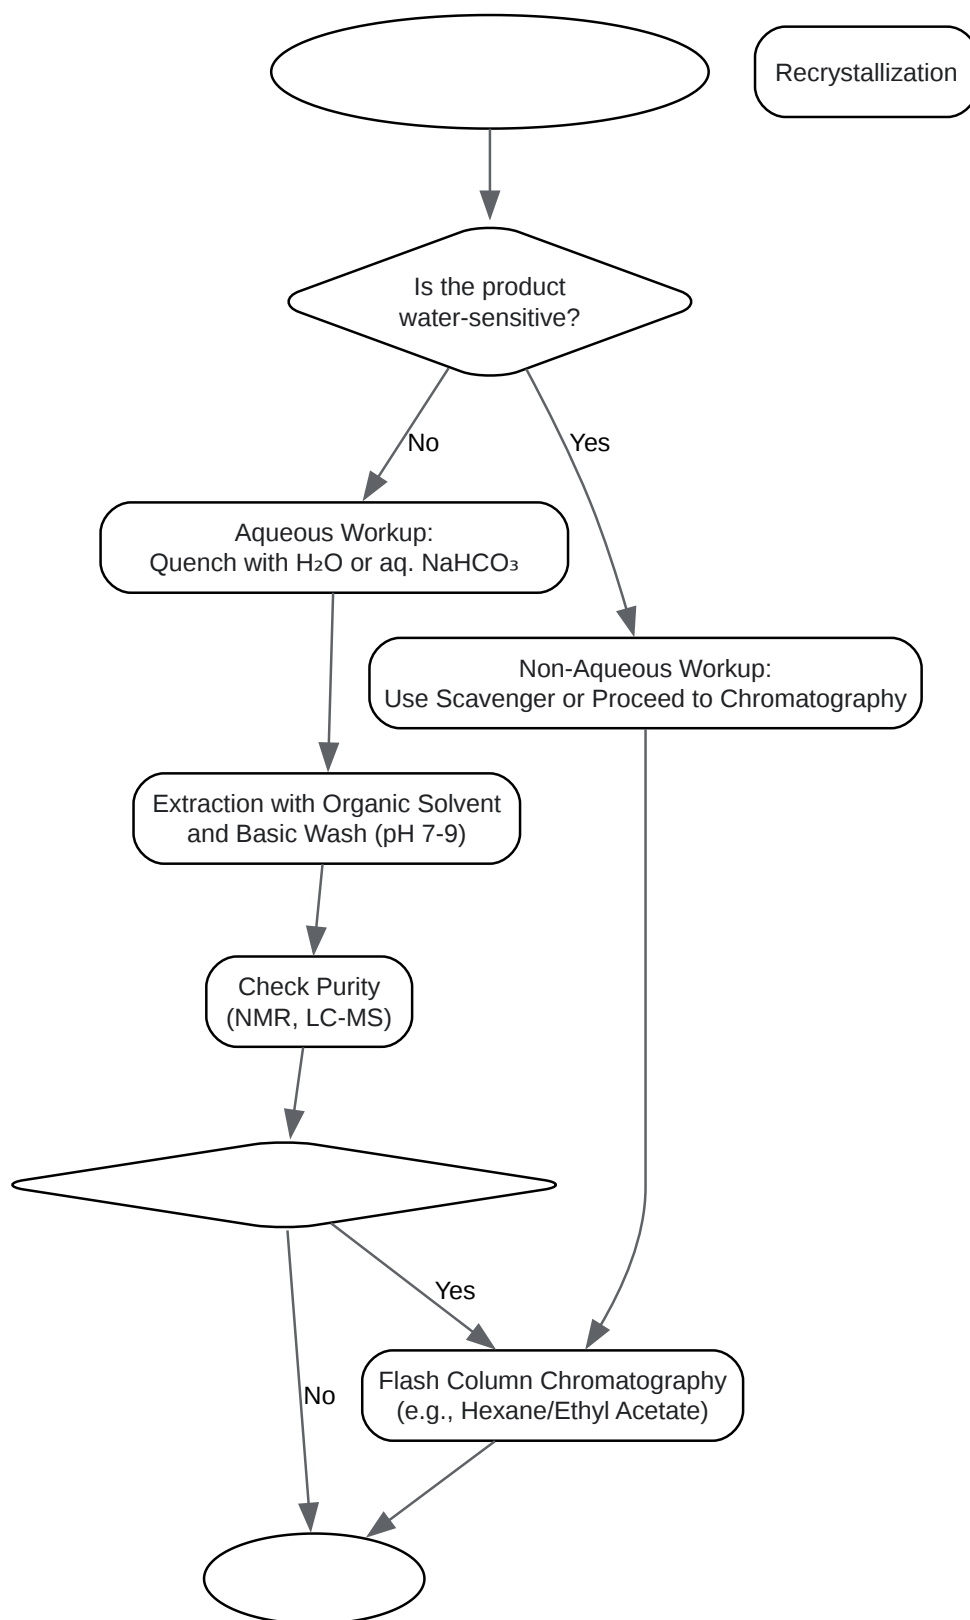 Recrystallization
Is the product
water-sensitive?
No
Yes
Aqueous Workup:
Quench with H₂O or aq. NaHCO₃
Non-Aqueous Workup:
Use Scavenger or Proceed to Chromatography
Extraction with Organic Solvent
and Basic Wash (pH 7-9)
Check Purity
(NMR, LC-MS)
Yes
Flash Column Chromatography
(e.g., Hexane/Ethyl Acetate)
No